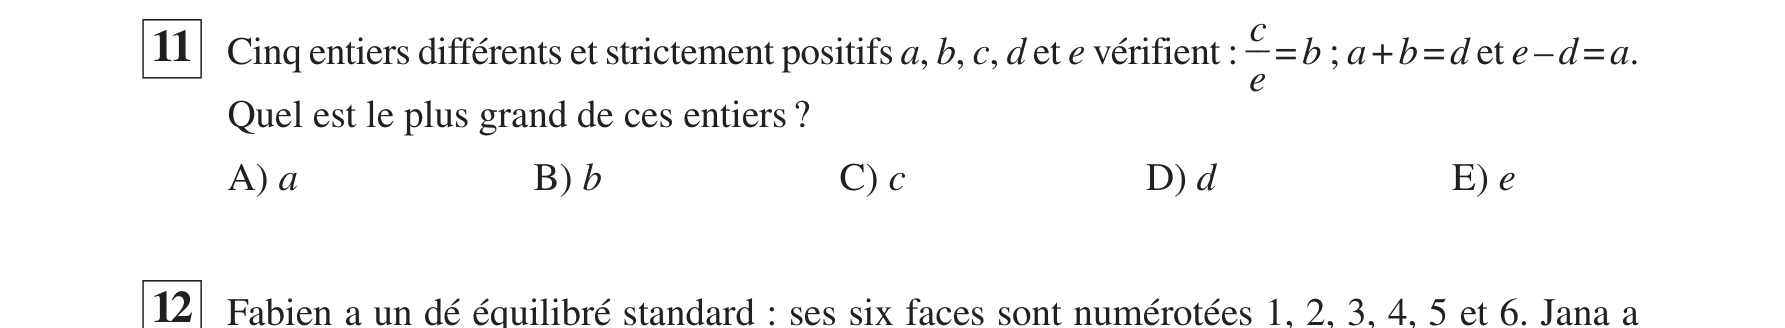 11 Cinq entiers différents et strictement positifs a, b, c, d et e vérifient : c/e = b ; a + b = d et e – d = a.
Quel est le plus grand de ces entiers ?
A) a B) b C) c D) d E) e
12 Fabien a un dé équilibré standard : ses six faces sont numérotées 1, 2, 3, 4, 5 et 6. Jana a